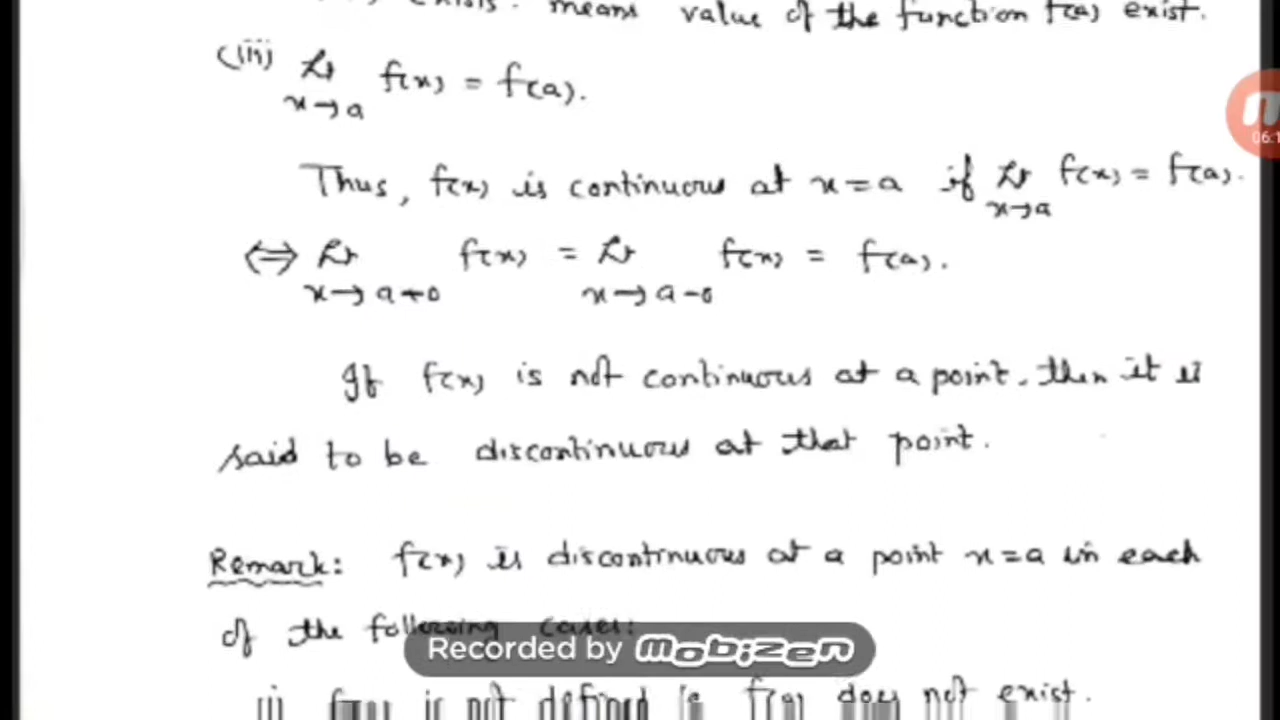 exists. means value of the function f(a) exist.
(iii) Lt f(x) = f(a).
x→a
Thus, f(x) is continuous at x=a if Lt f(x) = f(a).
x→a
⇔ Lt f(x) = Lt f(x) = f(a).
x→a+0 x→a-0
If f(x) is not continuous at a point, then it is
said to be discontinuous at that point.
Remark: f(x) is discontinuous at a point x=a in each
of the following cases:
Recorded by mobizen
(i) f(x) is not defined ie f(a) does not exist.